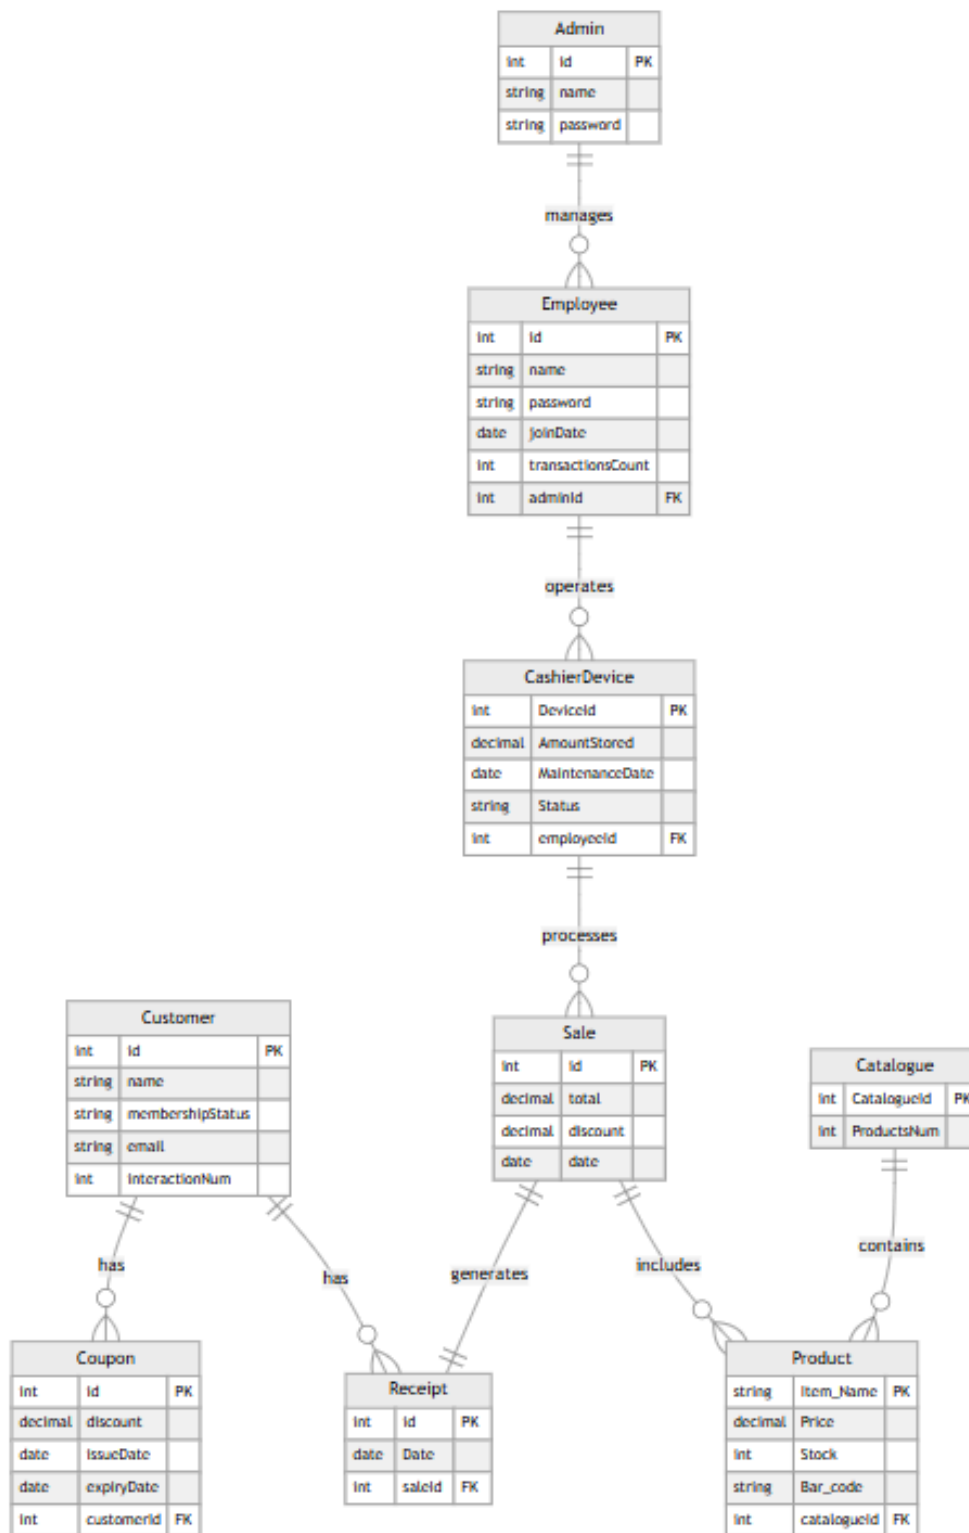 Admin
int id PK
string name
string password
manages
Employee
int id PK
string name
string password
date joinDate
int transactionsCount
int adminId FK
operates
CashierDevice
int DeviceId PK
decimal AmountStored
date MaintenanceDate
string Status
int employeeId FK
processes
Customer
int id PK
string name
string membershipStatus
string email
int interactionNum
Sale
int id PK
decimal total
decimal discount
date date
Catalogue
int CatalogueId PK
int ProductsNum
has
has
generates
includes
contains
Coupon
int id PK
decimal discount
date issueDate
date expiryDate
int customerId FK
Receipt
int id PK
date Date
int saleId FK
Product
string Item_Name PK
decimal Price
int Stock
string Bar_code
int catalogueId FK